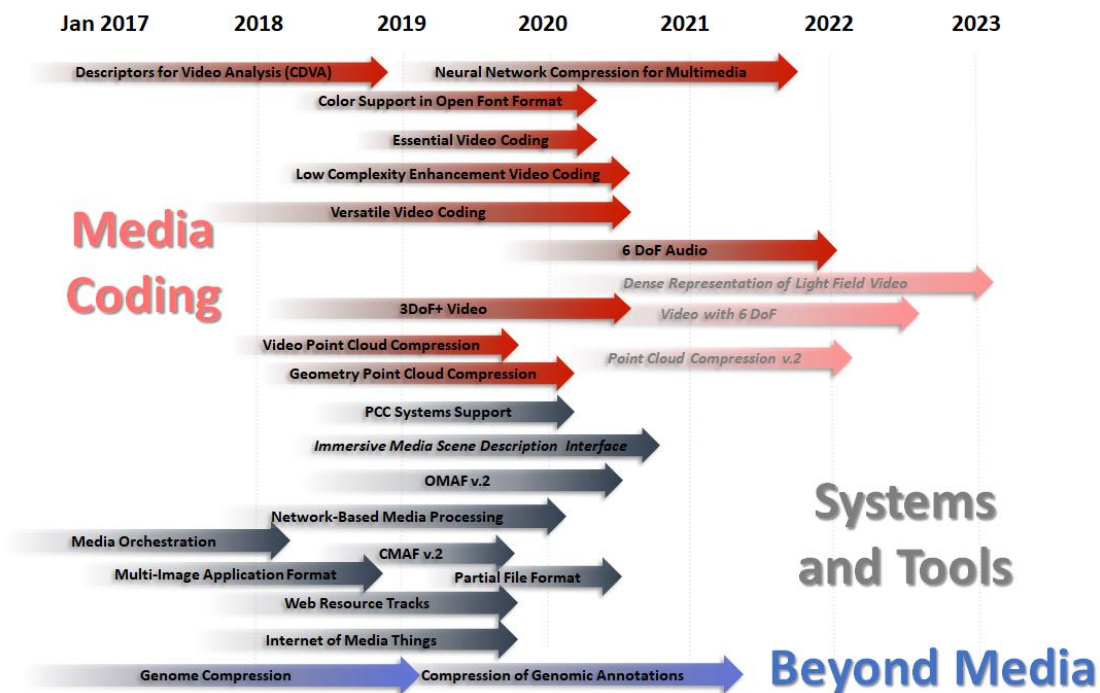 Jan 2017 2018 2019 2020 2021 2022 2023
Descriptors for Video Analysis (CDVA) Neural Network Compression for Multimedia
Color Support in Open Font Format
Essential Video Coding
Low Complexity Enhancement Video Coding
Versatile Video Coding
Media
Coding
6 DoF Audio
Dense Representation of Light Field Video
3DoF+ Video Video with 6 DoF
Video Point Cloud Compression
Point Cloud Compression v.2
Geometry Point Cloud Compression
PCC Systems Support
Immersive Media Scene Description Interface
OMAF v.2
Systems
and Tools
Network-Based Media Processing
Media Orchestration
CMAF v.2
Multi-Image Application Format Partial File Format
Web Resource Tracks
Internet of Media Things
Genome Compression Compression of Genomic Annotations
Beyond Media